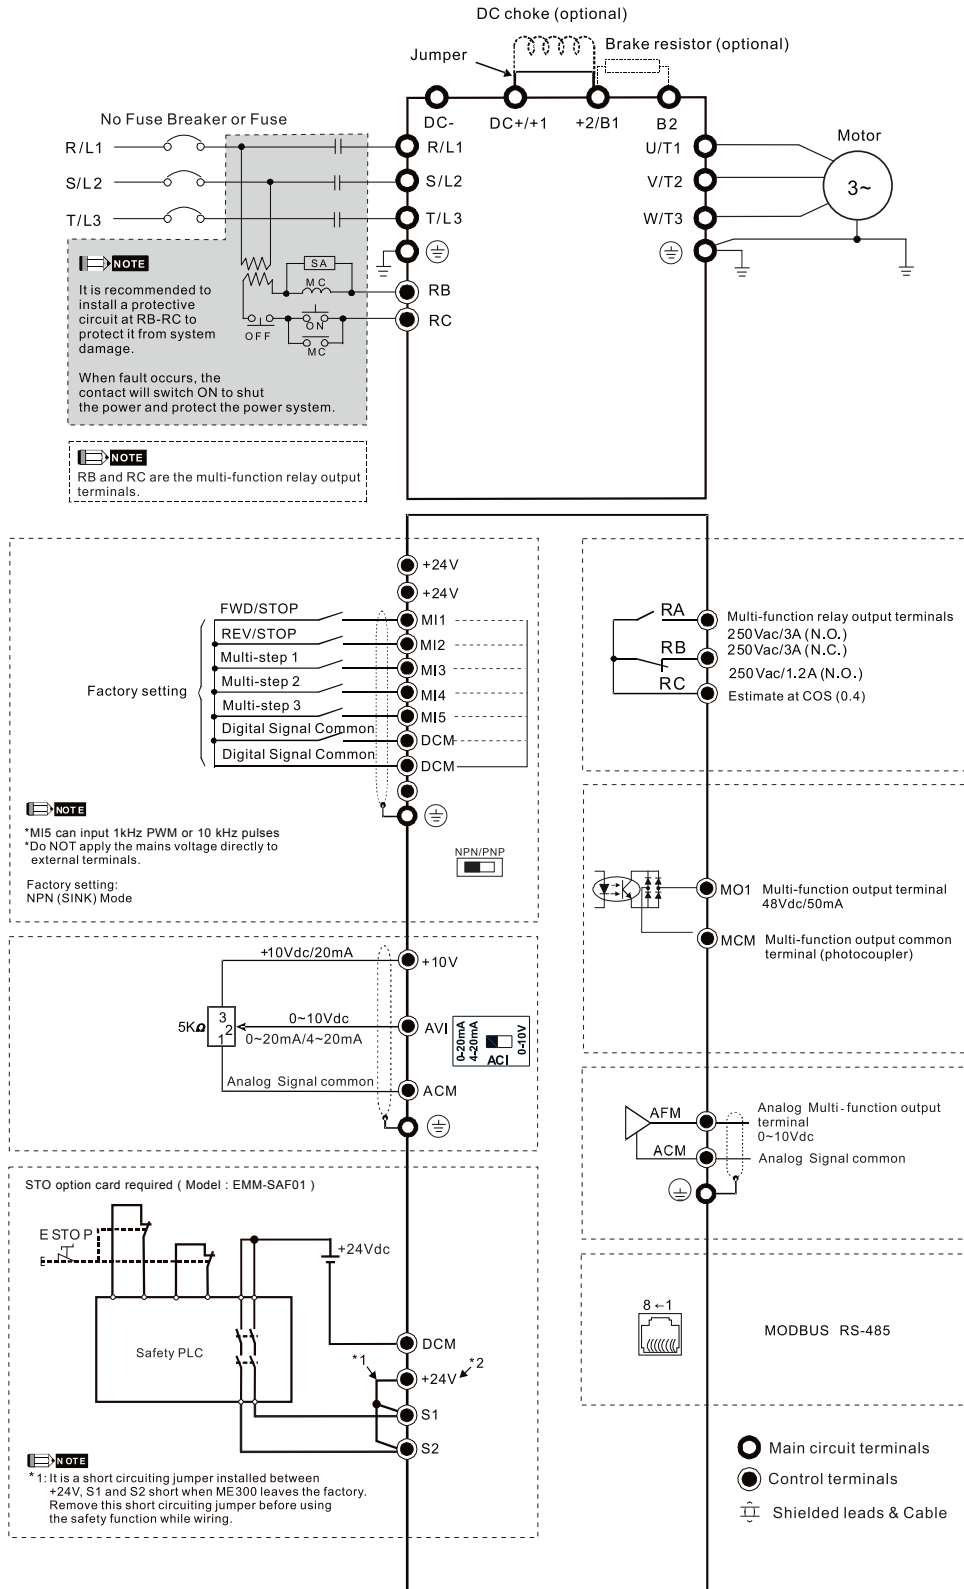 DC choke (optional)
Jumper
Brake resistor (optional)
No Fuse Breaker or Fuse
DC-
DC+/+1
+2/B1
B2
Motor
R/L1
R/L1
U/T1
S/L2
S/L2
V/T2
3~
T/L3
T/L3
W/T3
NOTE
It is recommended to
install a protective
circuit at RB-RC to
protect it from system
damage.
When fault occurs, the
contact will switch ON to shut
the power and protect the power system.
SA
MC
RB
RC
OFF
ON
MC
NOTE
RB and RC are the multi-function relay output
terminals.
+24V
+24V
FWD/STOP
MI1
REV/STOP
MI2
Multi-step 1
MI3
Factory setting
Multi-step 2
MI4
Multi-step 3
MI5
Digital Signal Common
DCM
Digital Signal Common
DCM
NOTE
*MI5 can input 1kHz PWM or 10 kHz pulses
*Do NOT apply the mains voltage directly to
external terminals.
Factory setting:
NPN (SINK) Mode
NPN/PNP
RA
Multi-function relay output terminals
250Vac/3A (N.O.)
RB
250Vac/3A (N.C.)
250Vac/1.2A (N.O.)
RC
Estimate at COS (0.4)
MO1
Multi-function output terminal
48Vdc/50mA
MCM
Multi-function output common
terminal (photocoupler)
+10Vdc/20mA
+10V
5KΩ
3
2
1
0~10Vdc
0~20mA/4~20mA
AVI
0-20mA
4-20mA
ACI
0-10V
Analog Signal common
ACM
AFM
Analog Multi-function output
terminal
0~10Vdc
ACM
Analog Signal common
STO option card required ( Model : EMM-SAF01 )
E STOP
+24Vdc
Safety PLC
DCM
*1
+24V
*2
S1
S2
NOTE
*1: It is a short circuiting jumper installed between
+24V, S1 and S2 short when ME300 leaves the factory.
Remove this short circuiting jumper before using
the safety function while wiring.
8←1
MODBUS RS-485
Main circuit terminals
Control terminals
Shielded leads & Cable